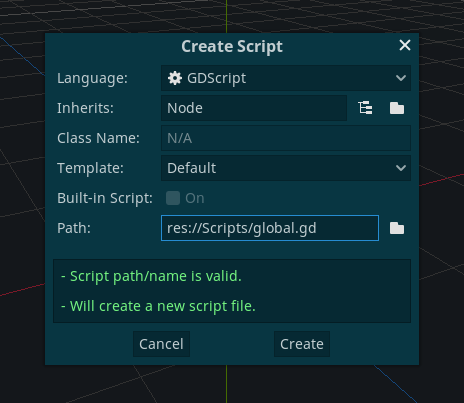 Create Script
Language: GDScript
Inherits: Node
Class Name: N/A
Template: Default
Built-in Script: On
Path: res://Scripts/global.gd
- Script path/name is valid.
- Will create a new script file.
Cancel Create